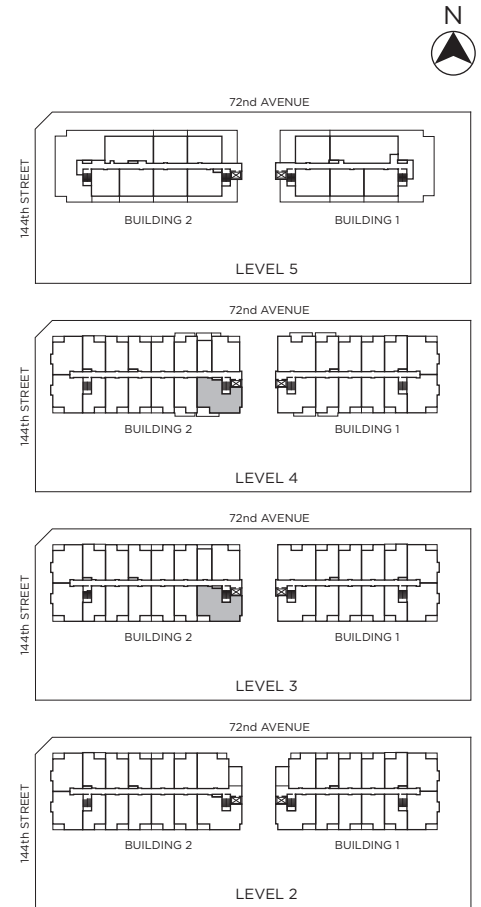 N
72nd AVENUE
144th STREET
BUILDING 2
BUILDING 1
LEVEL 5
72nd AVENUE
144th STREET
BUILDING 2
BUILDING 1
LEVEL 4
72nd AVENUE
144th STREET
BUILDING 2
BUILDING 1
LEVEL 3
72nd AVENUE
144th STREET
BUILDING 2
BUILDING 1
LEVEL 2